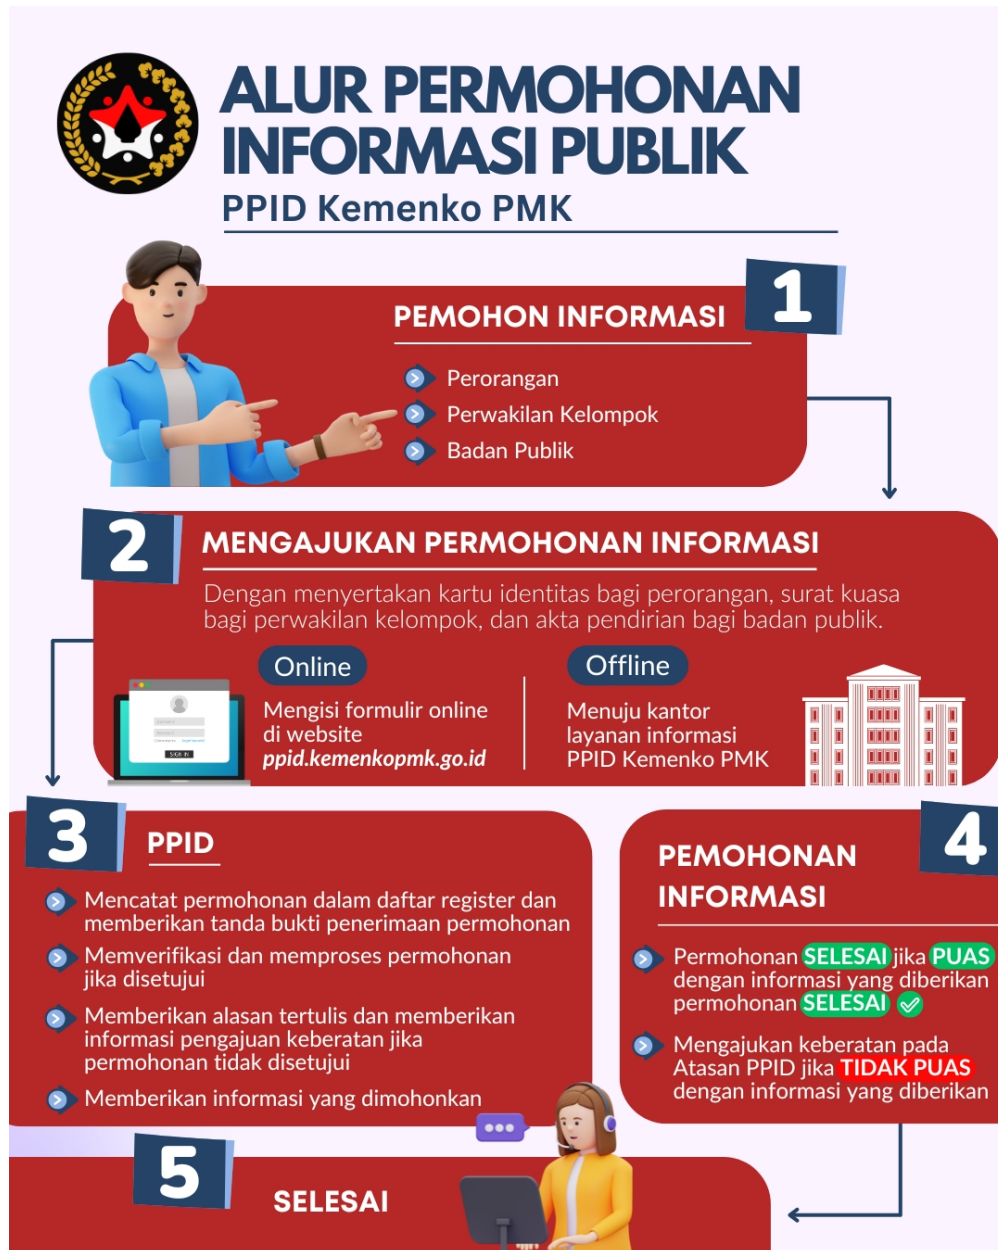 ALUR PERMOHONAN
INFORMASI PUBLIK
PPID Kemenko PMK
1
PEMOHON INFORMASI
Perorangan
Perwakilan Kelompok
Badan Publik
2
MENGAJUKAN PERMOHONAN INFORMASI
Dengan menyertakan kartu identitas bagi perorangan, surat kuasa
bagi perwakilan kelompok, dan akta pendirian bagi badan publik.
Online
Mengisi formulir online
di website
ppid.kemenkopmk.go.id
SIGN IN
Offline
Menuju kantor
layanan informasi
PPID Kemenko PMK
3
PPID
Mencatat permohonan dalam daftar register dan
memberikan tanda bukti penerimaan permohonan
Memverifikasi dan memproses permohonan
jika disetujui
Memberikan alasan tertulis dan memberikan
informasi pengajuan keberatan jika
permohonan tidak disetujui
Memberikan informasi yang dimohonkan
4
PEMOHONAN
INFORMASI
Permohonan SELESAI jika PUAS
dengan informasi yang diberikan
permohonan SELESAI
Mengajukan keberatan pada
Atasan PPID jika TIDAK PUAS
dengan informasi yang diberikan
5
SELESAI